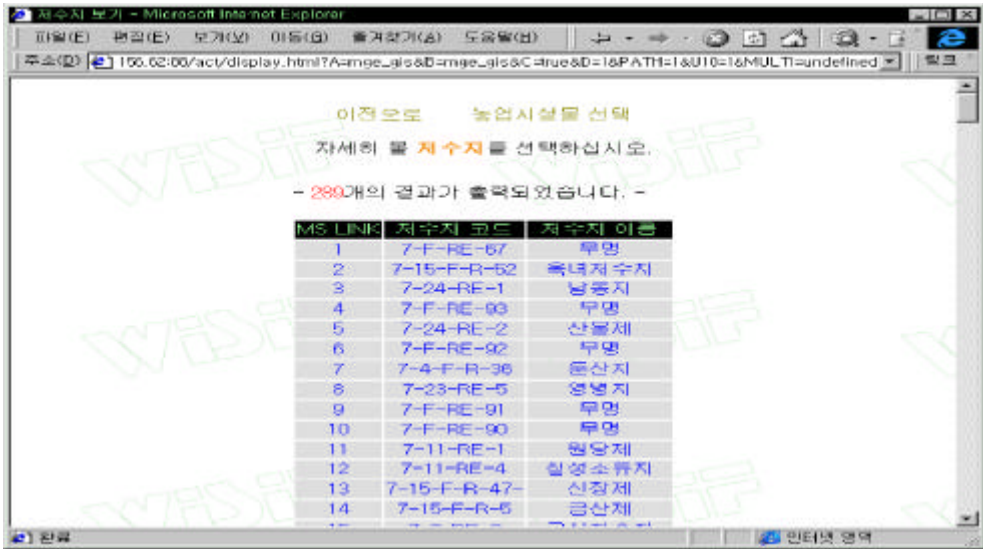 저수지 보기 - Microsoft Internet Explorer
파일(E) 편집(E) 보기(V) 이동(G) 즐겨찾기(A) 도움말(H)
주소(D) 156.62:86/act/display.html?A=mge_gis&B=mge_gis&C=true&D=1&PATH=1&U10=1&MULTI=undefined 링크
이전으로 농업시설물 선택
자세히 볼 저수지를 선택하십시오.
- 289개의 결과가 출력되었습니다. -
MS LINK 저수지 코드 저수지 이름
1 7-F-RE-67 무명
2 7-15-F-R-52 옥녀저수지
3 7-24-RE-1 남동지
4 7-F-RE-93 무명
5 7-24-RE-2 산물제
6 7-F-RE-92 무명
7 7-4-F-R-36 둔산지
8 7-23-RE-5 영녕지
9 7-F-RE-91 무명
10 7-F-RE-90 무명
11 7-11-RE-1 원당제
12 7-11-RE-4 칠성소류지
13 7-15-F-R-47- 신장제
14 7-15-F-R-5 금산제
완료 인터넷 영역